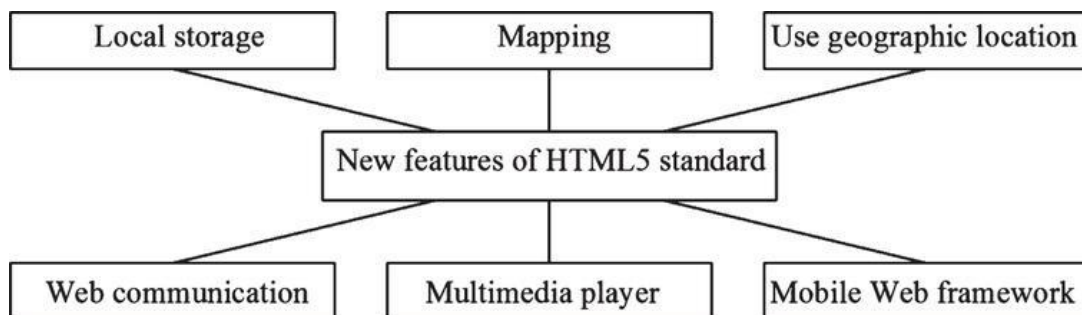 Local storage
Mapping
Use geographic location
New features of HTML5 standard
Web communication
Multimedia player
Mobile Web framework